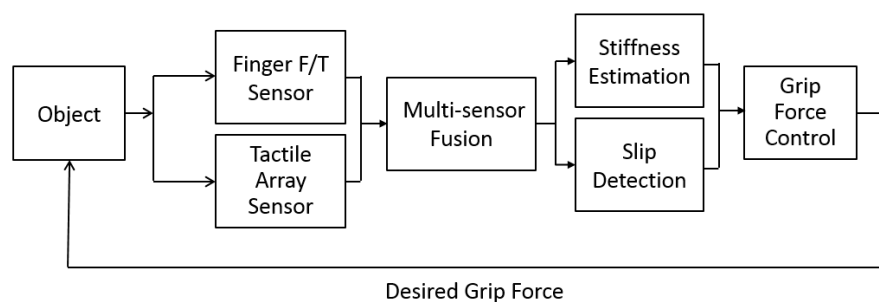 Object
Finger F/T
Sensor
Tactile
Array
Sensor
Multi-sensor
Fusion
Stiffness
Estimation
Slip
Detection
Grip
Force
Control
Desired Grip Force